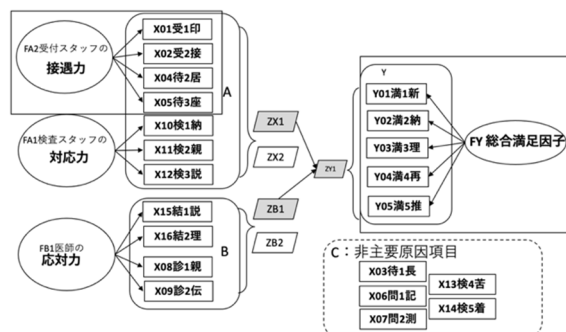 FA2受付スタッフの
接遇力
X01受1印
X02受2接
X04待2居
X05待3座
A
FA1検査スタッフの
対応力
X10検1納
X11検2親
X12検3説
ZX1
ZX2
FB1医師の
応対力
X15結1説
X16結2理
X08診1親
X09診2伝
B
ZB1
ZB2
ZY1
Y
Y01満1新
Y02満2納
Y03満3理
Y04満4再
Y05満5推
FY 総合満足因子
C：非主要原因項目
X03待1長
X06問1記
X07問2測
X13検4苦
X14検5着